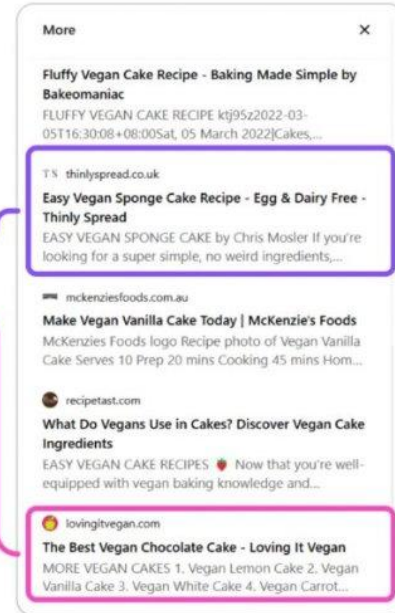 More
Fluffy Vegan Cake Recipe - Baking Made Simple by
Bakeomaniac
FLUFFY VEGAN CAKE RECIPE ktj95z2022-03-
05T16:30:08+08:00Sat, 05 March 2022|Cakes,...
TS thinlyspread.co.uk
Easy Vegan Sponge Cake Recipe - Egg & Dairy Free -
Thinly Spread
EASY VEGAN SPONGE CAKE by Chris Mosler If you're
looking for a super simple, no weird ingredients,...
mckenziesfoods.com.au
Make Vegan Vanilla Cake Today | McKenzie's Foods
McKenzies Foods logo Recipe photo of Vegan Vanilla
Cake Serves 10 Prep 20 mins Cooking 45 mins Hom...
recipetast.com
What Do Vegans Use in Cakes? Discover Vegan Cake
Ingredients
EASY VEGAN CAKE RECIPES 🍓 Now that you're well-
equipped with vegan baking knowledge and...
lovingitvegan.com
The Best Vegan Chocolate Cake - Loving It Vegan
MORE VEGAN CAKES 1. Vegan Lemon Cake 2. Vegan
Vanilla Cake 3. Vegan White Cake 4. Vegan Carrot...